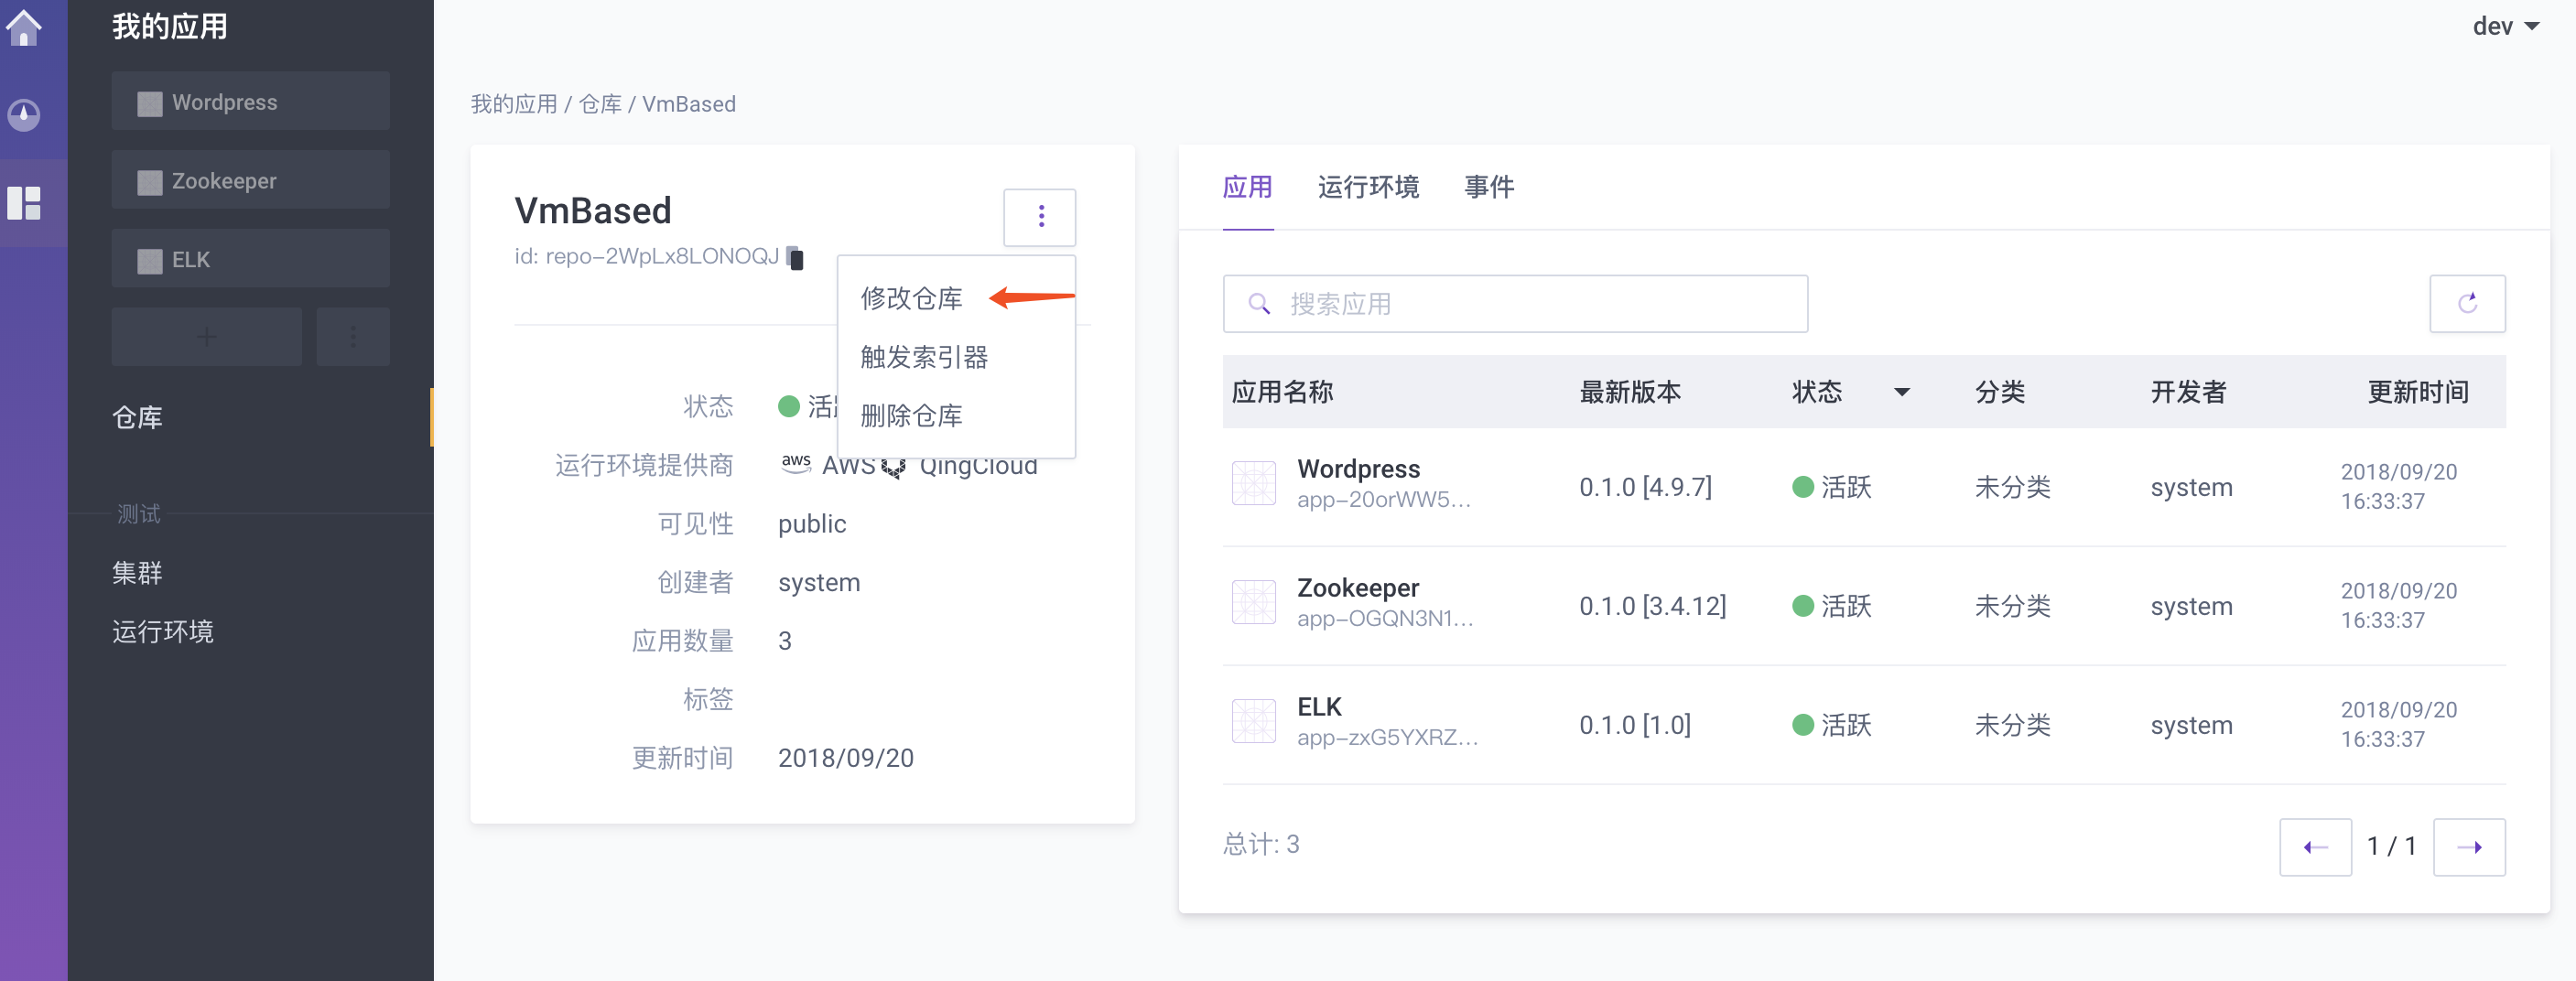 我的应用
Wordpress
Zookeeper
ELK
仓库
测试
集群
运行环境
dev
我的应用 / 仓库 / VmBased
VmBased
id: repo-2WpLx8LONOQJ
修改仓库
触发索引器
删除仓库
状态 活
运行环境提供商 aws AWS QingCloud
可见性 public
创建者 system
应用数量 3
标签
更新时间 2018/09/20
应用 运行环境 事件
搜索应用
应用名称 最新版本 状态 分类 开发者 更新时间
Wordpress
app-20orWW5...
0.1.0 [4.9.7] 活跃 未分类 system
2018/09/20
16:33:37
Zookeeper
app-OGQN3N1...
0.1.0 [3.4.12] 活跃 未分类 system
2018/09/20
16:33:37
ELK
app-zxG5YXRZ...
0.1.0 [1.0] 活跃 未分类 system
2018/09/20
16:33:37
总计: 3
1 / 1